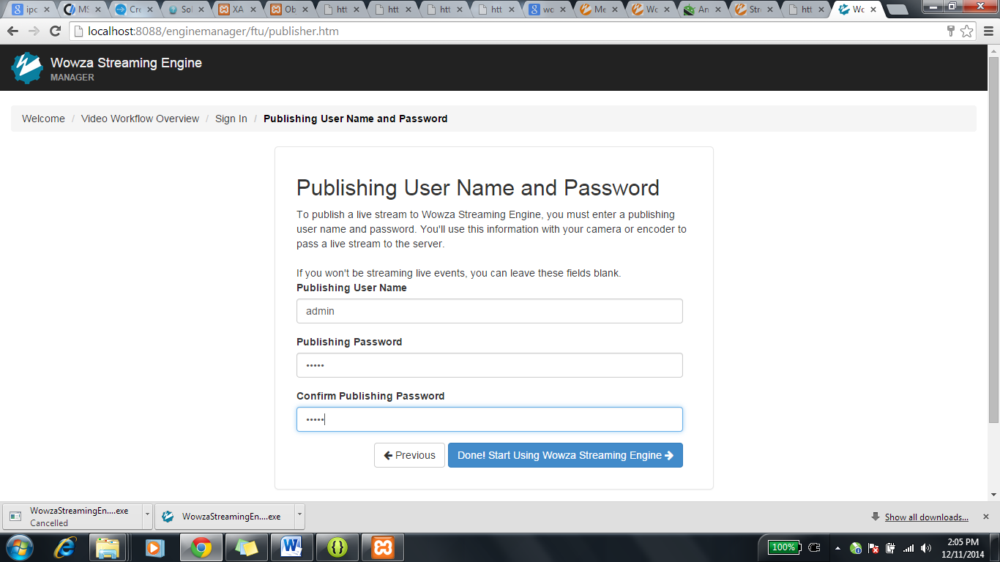 ipc
MS
Cre
Sol
XA
Ob
htt
htt
htt
htt
wo
Me
Wo
An
Str
htt
Wc
localhost:8088/enginemanager/ftu/publisher.htm
Wowza Streaming Engine
MANAGER
Welcome / Video Workflow Overview / Sign In / Publishing User Name and Password
Publishing User Name and Password
To publish a live stream to Wowza Streaming Engine, you must enter a publishing
user name and password. You'll use this information with your camera or encoder to
pass a live stream to the server.
If you won't be streaming live events, you can leave these fields blank.
Publishing User Name
admin
Publishing Password
•••••
Confirm Publishing Password
•••••
Previous
Done! Start Using Wowza Streaming Engine
WowzaStreamingEn....exe
Cancelled
WowzaStreamingEn....exe
Show all downloads...
100%
2:05 PM
12/11/2014